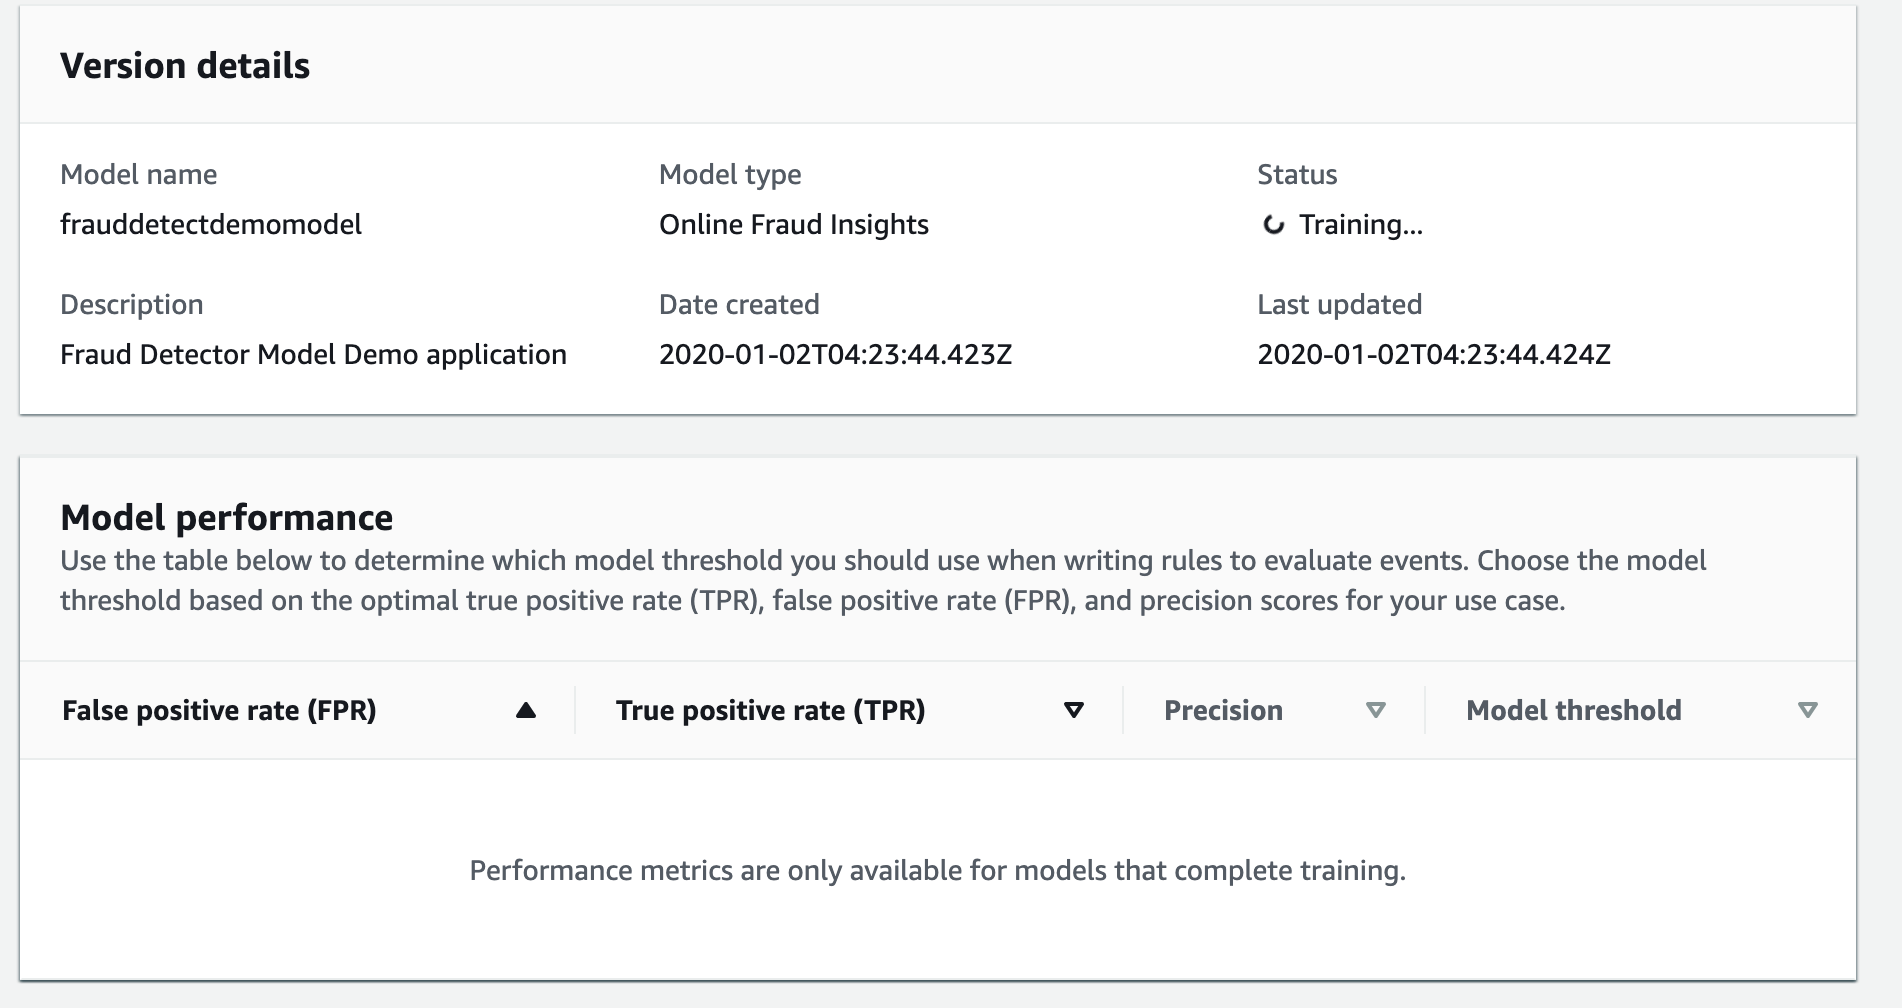 Version details
Model name
Model type
Status
frauddetectdemomodel
Online Fraud Insights
Training...
Description
Date created
Last updated
Fraud Detector Model Demo application
2020-01-02T04:23:44.423Z
2020-01-02T04:23:44.424Z
Model performance
Use the table below to determine which model threshold you should use when writing rules to evaluate events. Choose the model
threshold based on the optimal true positive rate (TPR), false positive rate (FPR), and precision scores for your use case.
False positive rate (FPR)
True positive rate (TPR)
Precision
Model threshold
Performance metrics are only available for models that complete training.